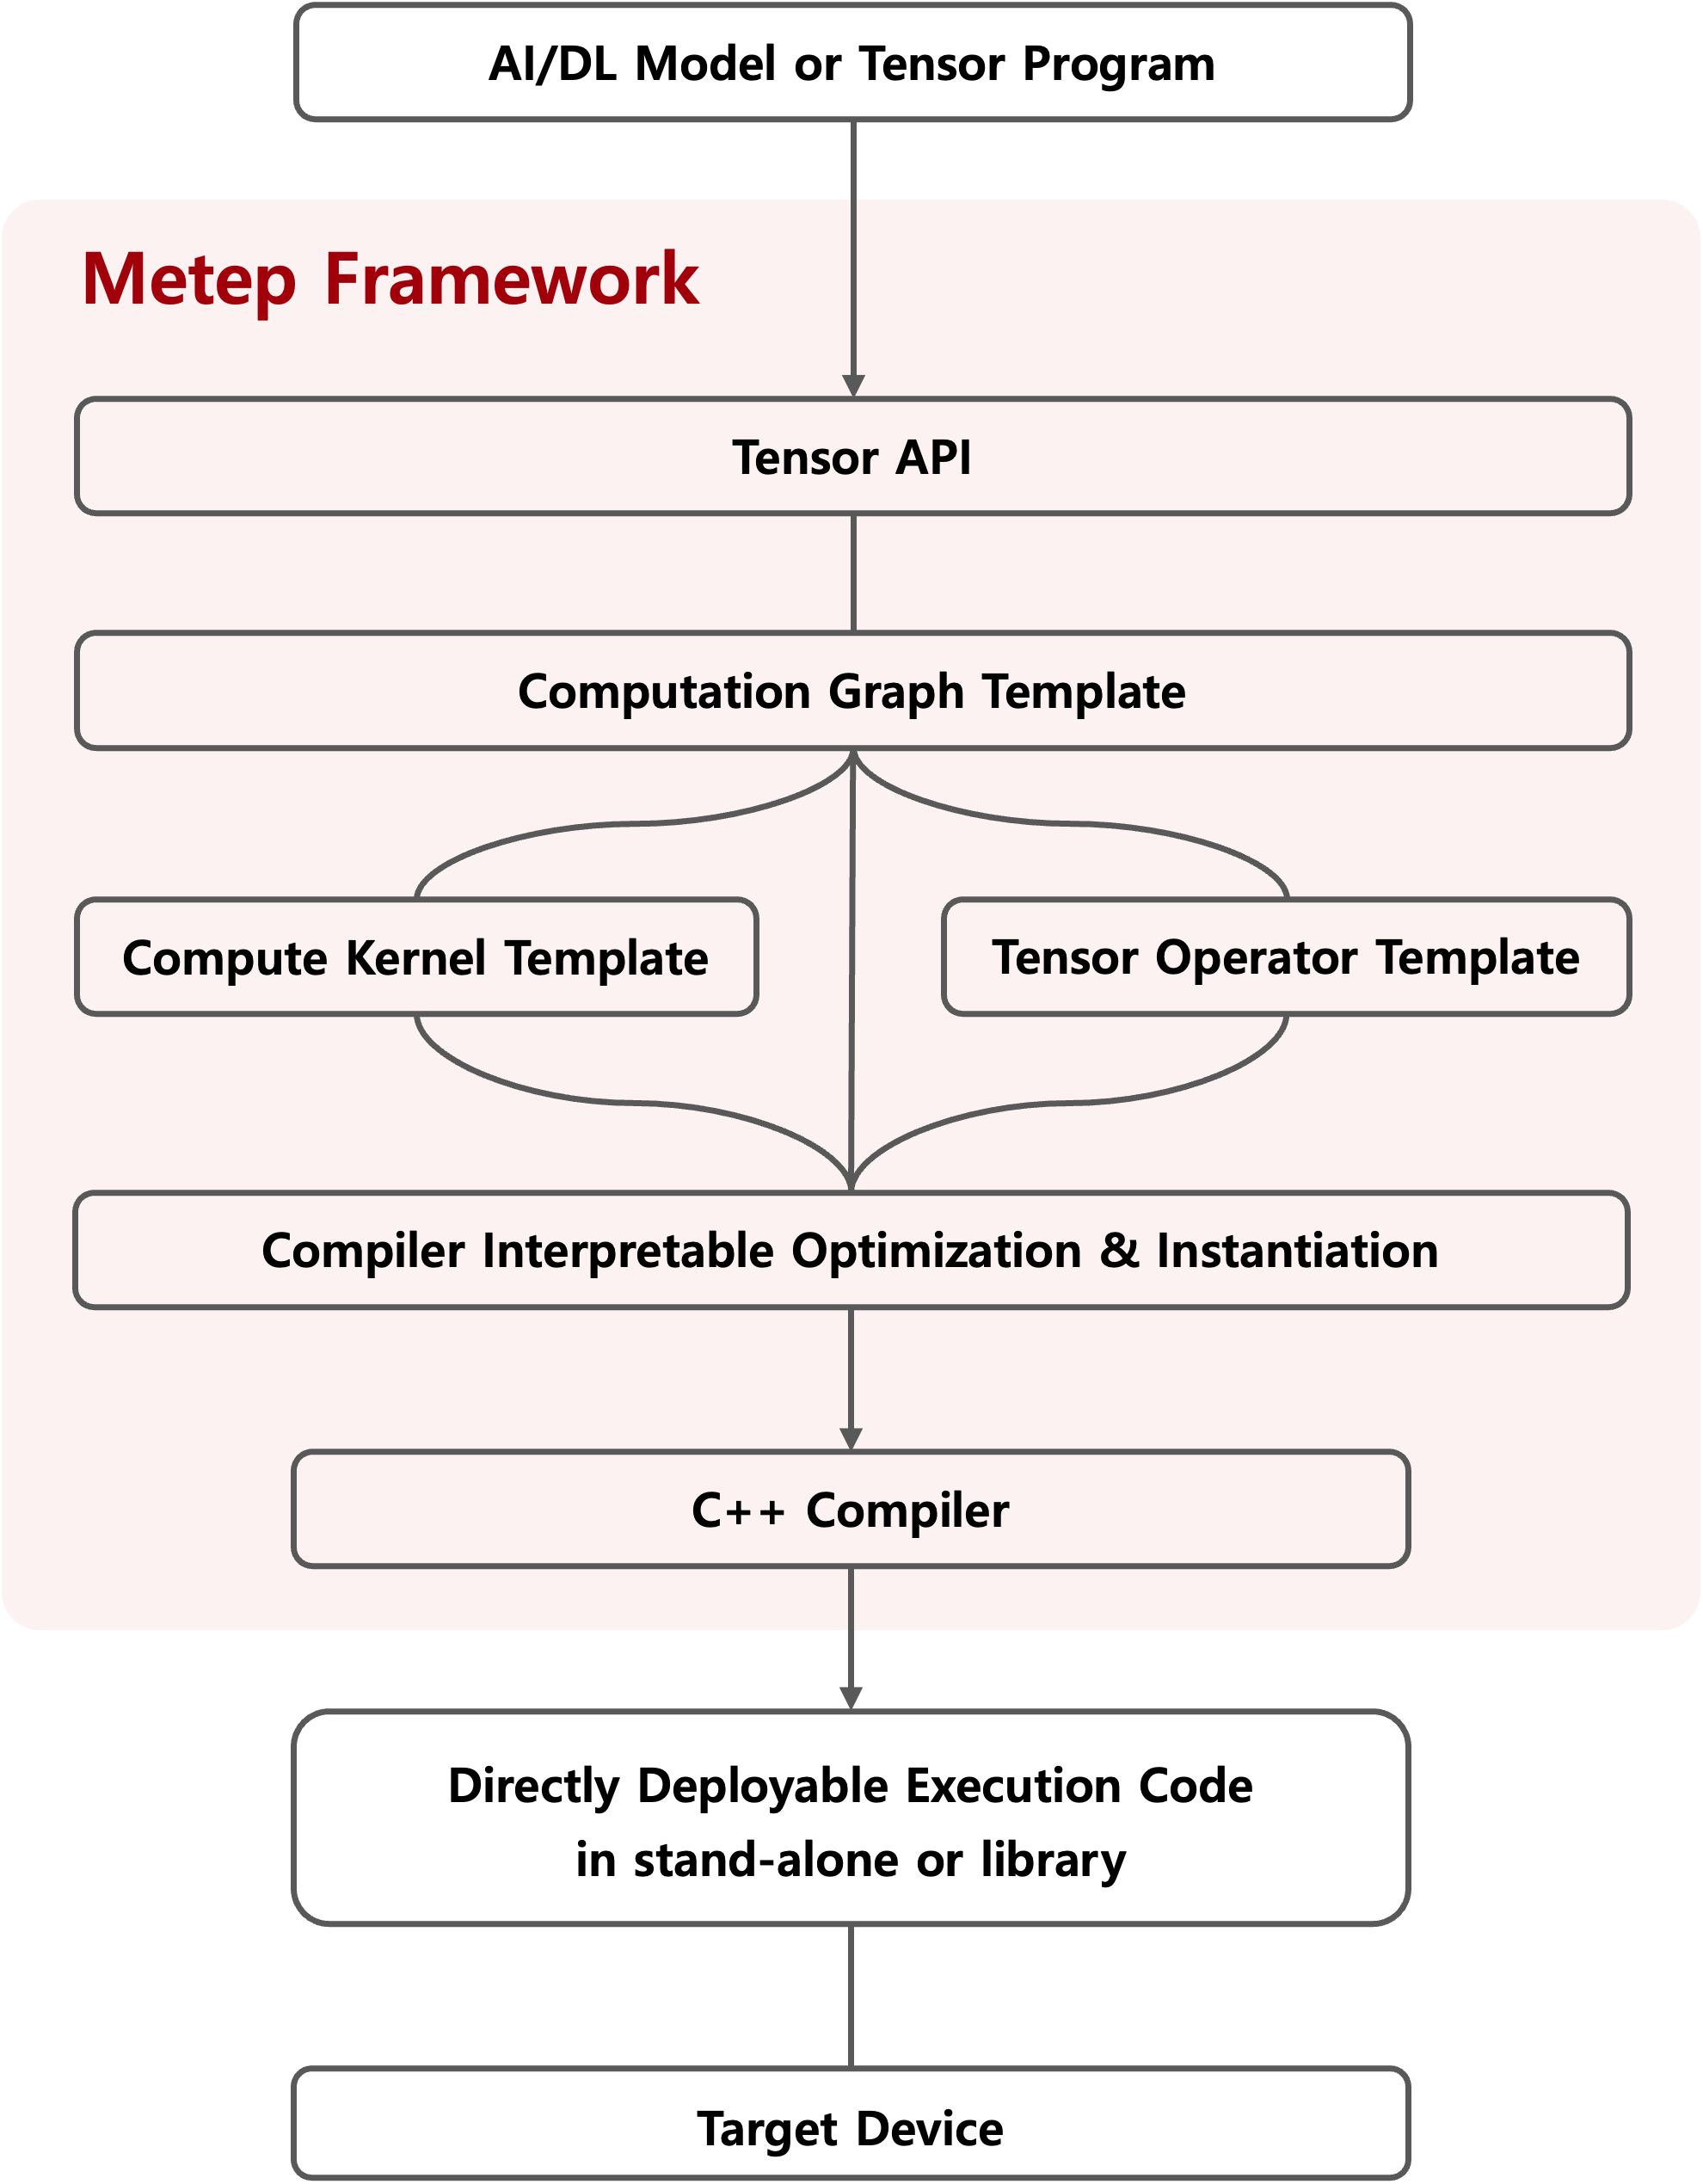 AI/DL Model or Tensor Program
Metep Framework
Tensor API
Computation Graph Template
Compute Kernel Template
Tensor Operator Template
Compiler Interpretable Optimization & Instantiation
C++ Compiler
Directly Deployable Execution Code
in stand-alone or library
Target Device